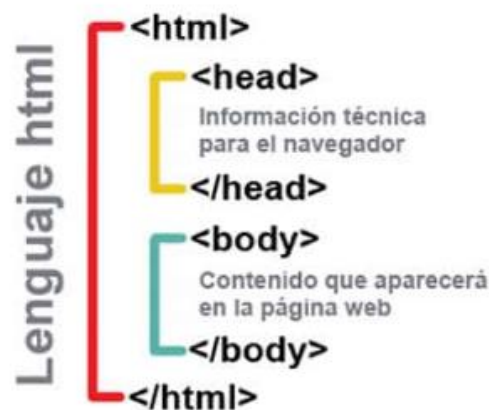 Lenguaje html
<html>
<head>
Información técnica
para el navegador
</head>
<body>
Contenido que aparecerá
en la página web
</body>
</html>